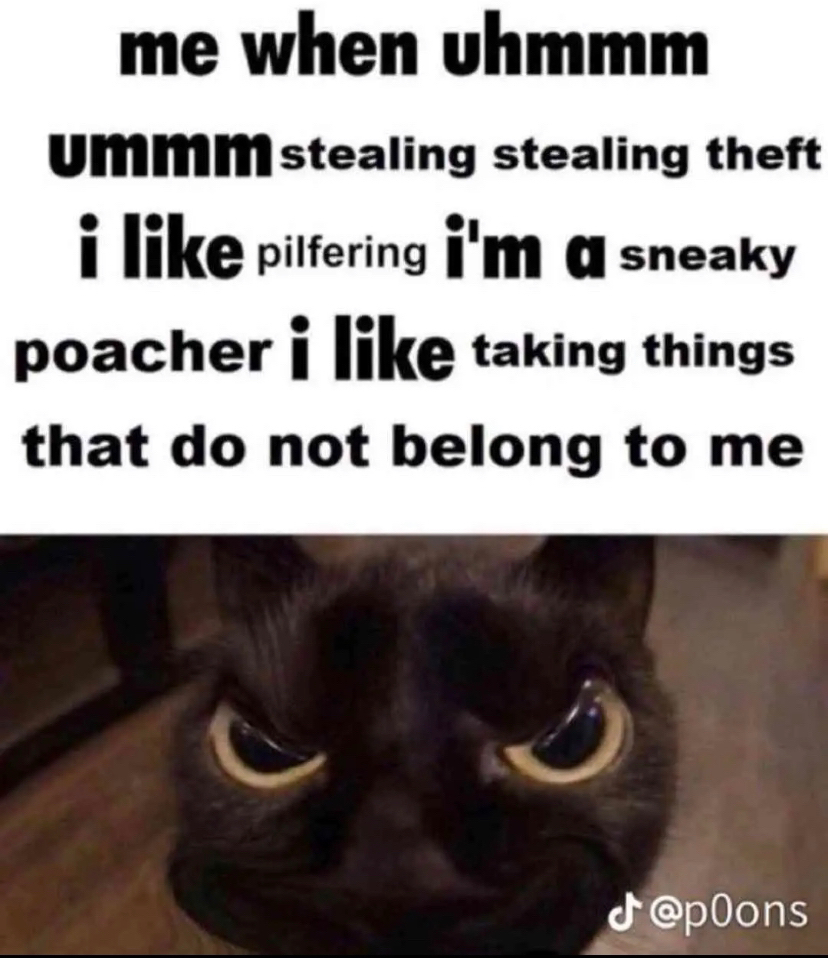 me when uhmmm
ummm stealing stealing theft
i like pilfering i'm a sneaky
poacher i like taking things
that do not belong to me
@p0ons